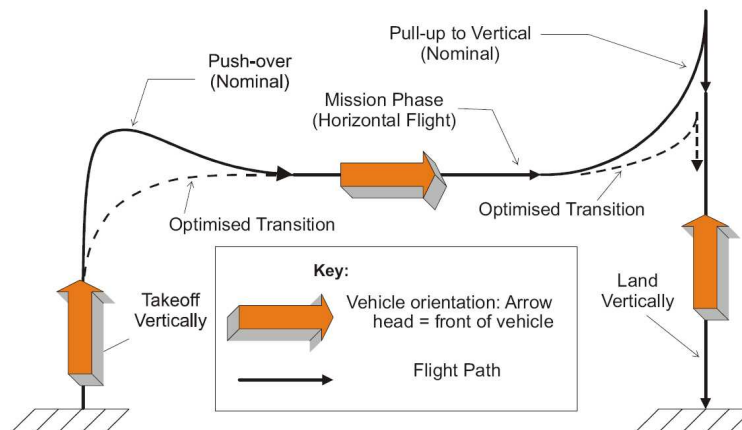 Pull-up to Vertical
(Nominal)
Push-over
(Nominal)
Mission Phase
(Horizontal Flight)
Optimised Transition
Optimised Transition
Key:
Takeoff
Vertically
Vehicle orientation: Arrow
head = front of vehicle
Land
Vertically
Flight Path